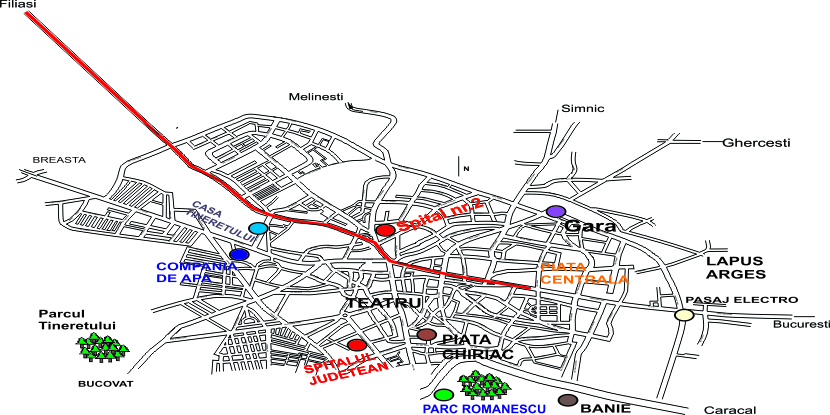 Filiasi
Melinesti
Simnic
Ghercesti
BREASTA
N
CASA
TINERETULUI
Spital nr.2
Gara
COMPANIA
DE APA
PIATA
CENTRALA
LAPUS
ARGES
TEATRU
PASAJ ELECTRO
Bucuresti
Parcul
Tineretului
PIATA
CHIRIAC
SPITALUL
JUDETEAN
BUCOVAT
PARC ROMANESCU
BANIE
Caracal